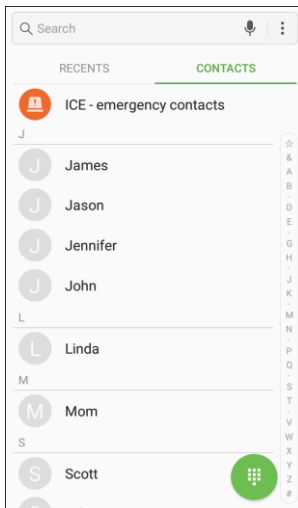 Search
RECENTS CONTACTS
ICE - emergency contacts
J
J James
J Jason
J Jennifer
J John
L
L Linda
M
M Mom
S
S Scott
☆
&
A
B
·
D
E
·
G
H
·
J
K
·
M
N
·
P
Q
·
S
T
·
V
W
X
Y
Z
#